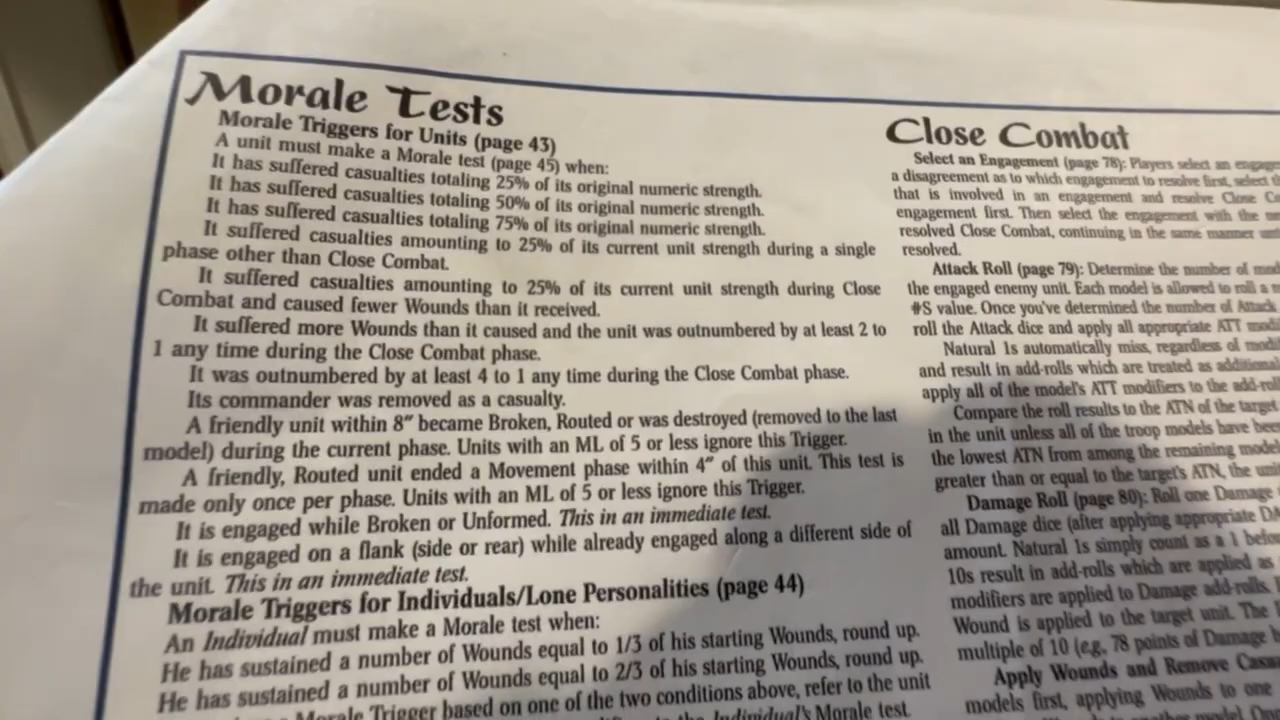 Morale Tests
Morale Triggers for Units (page 43)
A unit must make a Morale test (page 45) when:
It has suffered casualties totaling 25% of its original numeric strength.
It has suffered casualties totaling 50% of its original numeric strength.
It has suffered casualties totaling 75% of its original numeric strength.
It suffered casualties amounting to 25% of its current unit strength during a single
phase other than Close Combat.
It suffered casualties amounting to 25% of its current unit strength during Close
Combat and caused fewer Wounds than it received.
It suffered more Wounds than it caused and the unit was outnumbered by at least 2 to
1 any time during the Close Combat phase.
It was outnumbered by at least 4 to 1 any time during the Close Combat phase.
Its commander was removed as a casualty.
A friendly unit within 8" became Broken, Routed or was destroyed (removed to the last
model) during the current phase. Units with an ML of 5 or less ignore this Trigger.
A friendly, Routed unit ended a Movement phase within 4" of this unit. This test is
made only once per phase. Units with an ML of 5 or less ignore this Trigger.
It is engaged while Broken or Unformed. This in an immediate test.
It is engaged on a flank (side or rear) while already engaged along a different side of
the unit. This in an immediate test.
Morale Triggers for Individuals/Lone Personalities (page 44)
An Individual must make a Morale test when:
He has sustained a number of Wounds equal to 1/3 of his starting Wounds, round up.
He has sustained a number of Wounds equal to 2/3 of his starting Wounds, round up.
Morale Trigger based on one of the two conditions above, refer to the unit
the Individual's Morale test.
Close Combat
Select an Engagement (page 78): Players select an
a disagreement as to which engagement to resolve first, select
that is involved in an engagement and resolve Close
engagement first. Then select the engagement with the
resolved Close Combat, continuing in the same manner
resolved.
Attack Roll (page 79): Determine the number of
the engaged enemy unit. Each model is allowed to roll a
#S value. Once you've determined the number of Attack
roll the Attack dice and apply all appropriate ATT
Natural 1s automatically miss, regardless of
and result in add-rolls which are treated as additional
apply all of the model's ATT modifiers to the
Compare the roll results to the ATN of the target
in the unit unless all of the troop models have been
the lowest ATN from among the remaining
greater than or equal to the target's ATN, the
Damage Roll (page 80): Roll one Damage
all Damage dice (after applying appropriate
amount. Natural 1s simply count as a 1
10s result in add-rolls which are applied as
modifiers are applied to Damage add-rolls.
Wound is applied to the target unit. The
multiple of 10 (e.g., 78 points of Damage
Apply Wounds and Remove
models first, applying Wounds to one